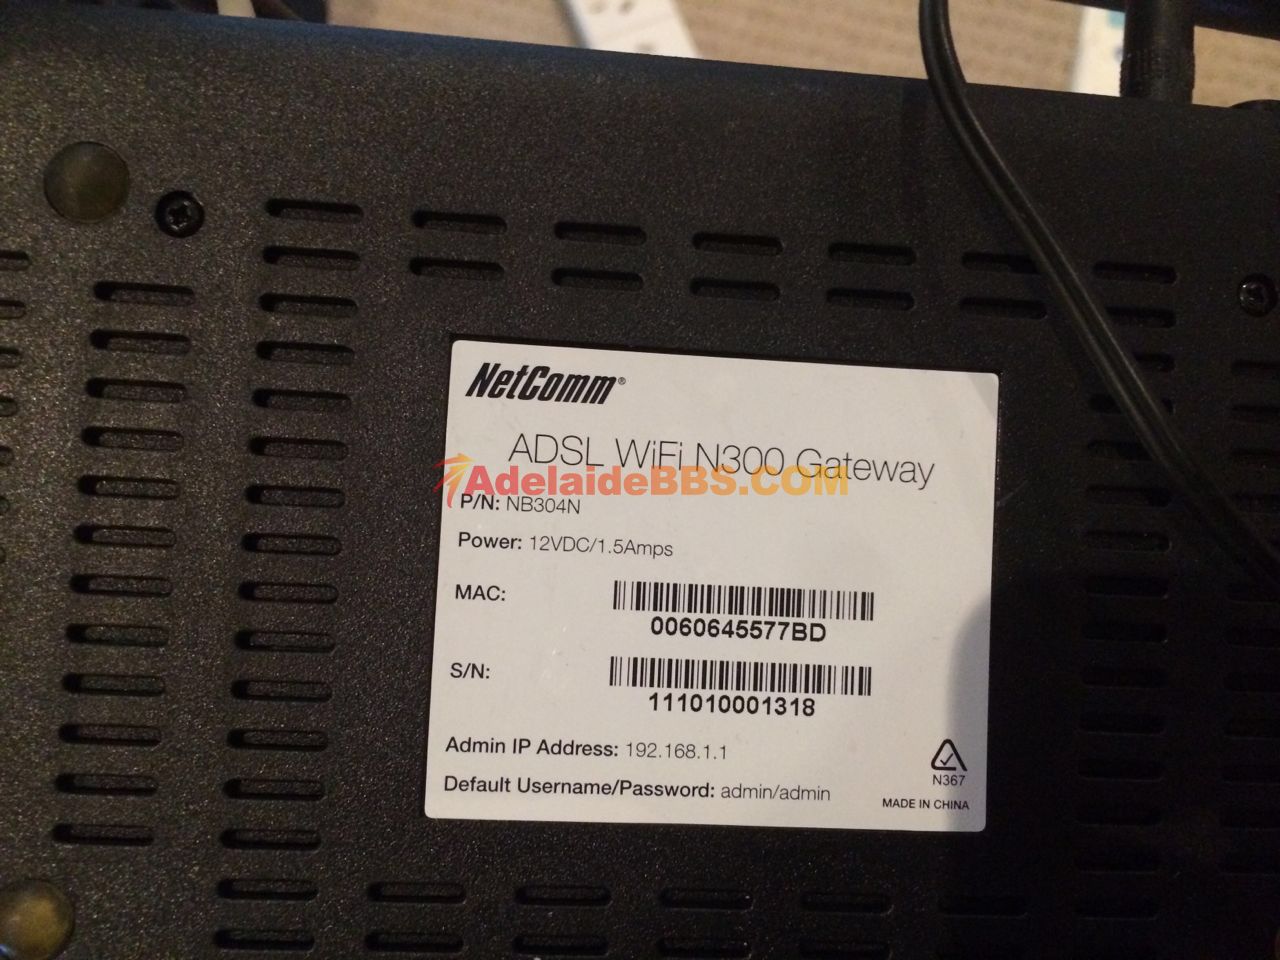 NetComm®
ADSL WiFi N300 Gateway
AdelaideBBS.COM
P/N: NB304N
Power: 12VDC/1.5Amps
MAC:
0060645577BD
S/N:
111010001318
Admin IP Address: 192.168.1.1
Default Username/Password: admin/admin
N367
MADE IN CHINA